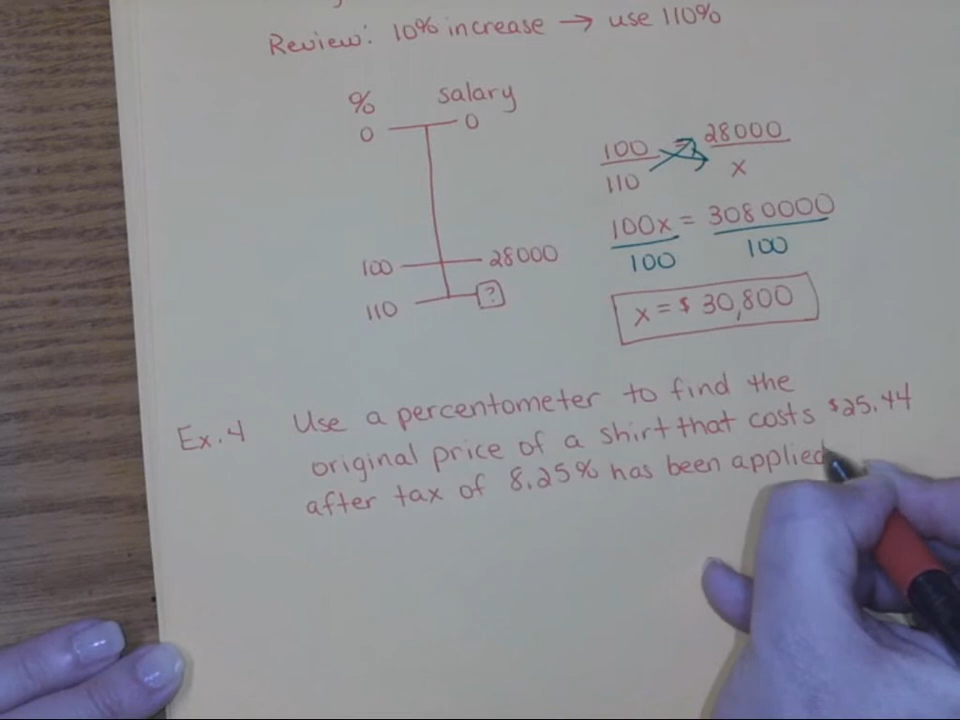 Review: 10% increase → use 110%
% salary
0 0
100 28000
110 ?
100/110 = 28000/x
100x/100 = 3080000/100
x = $ 30,800
Ex. 4 Use a percentometer to find the
original price of a shirt that costs $25.44
after tax of 8.25% has been applied